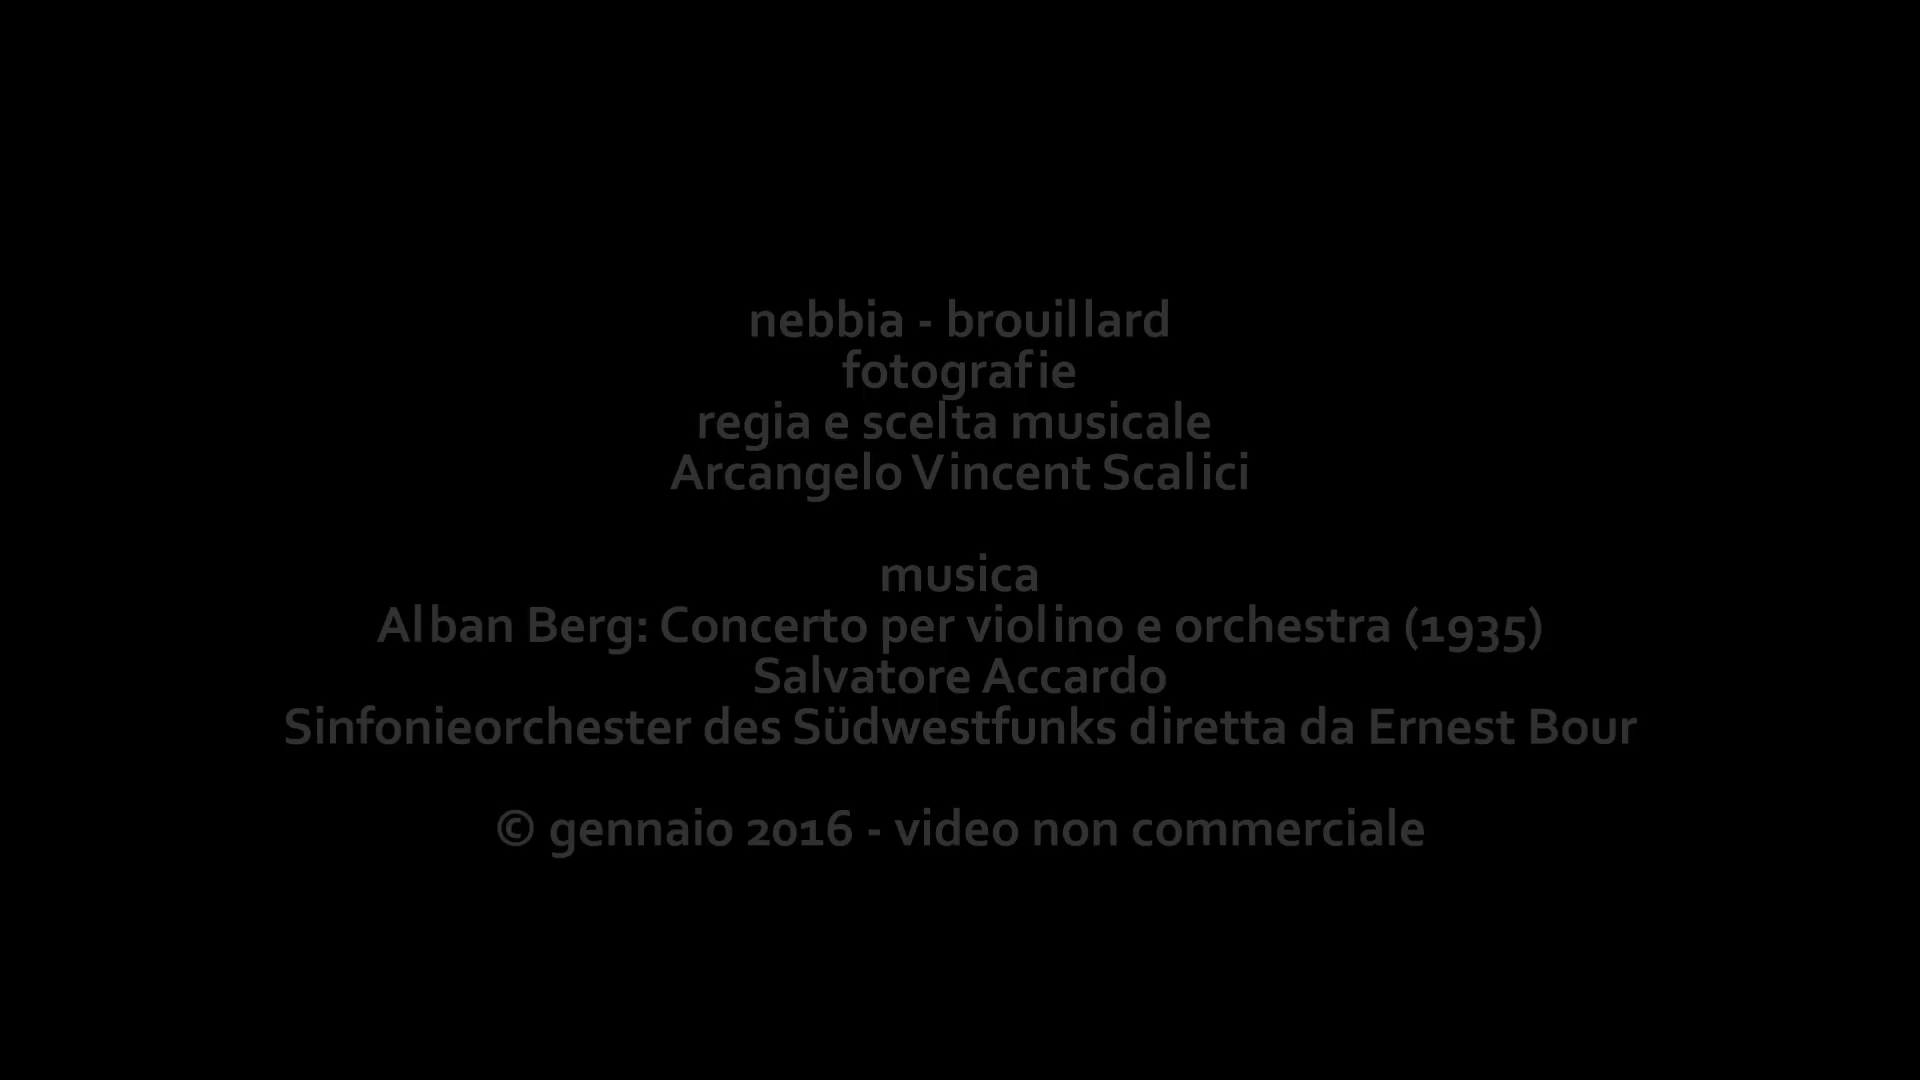 nebbia - brouillard
fotografie
regia e scelta musicale
Arcangelo Vincent Scalici
musica
Alban Berg: Concerto per violino e orchestra (1935)
Salvatore Accardo
Sinfonieorchester des Südwestfunks diretta da Ernest Bour
© gennaio 2016 - video non commerciale